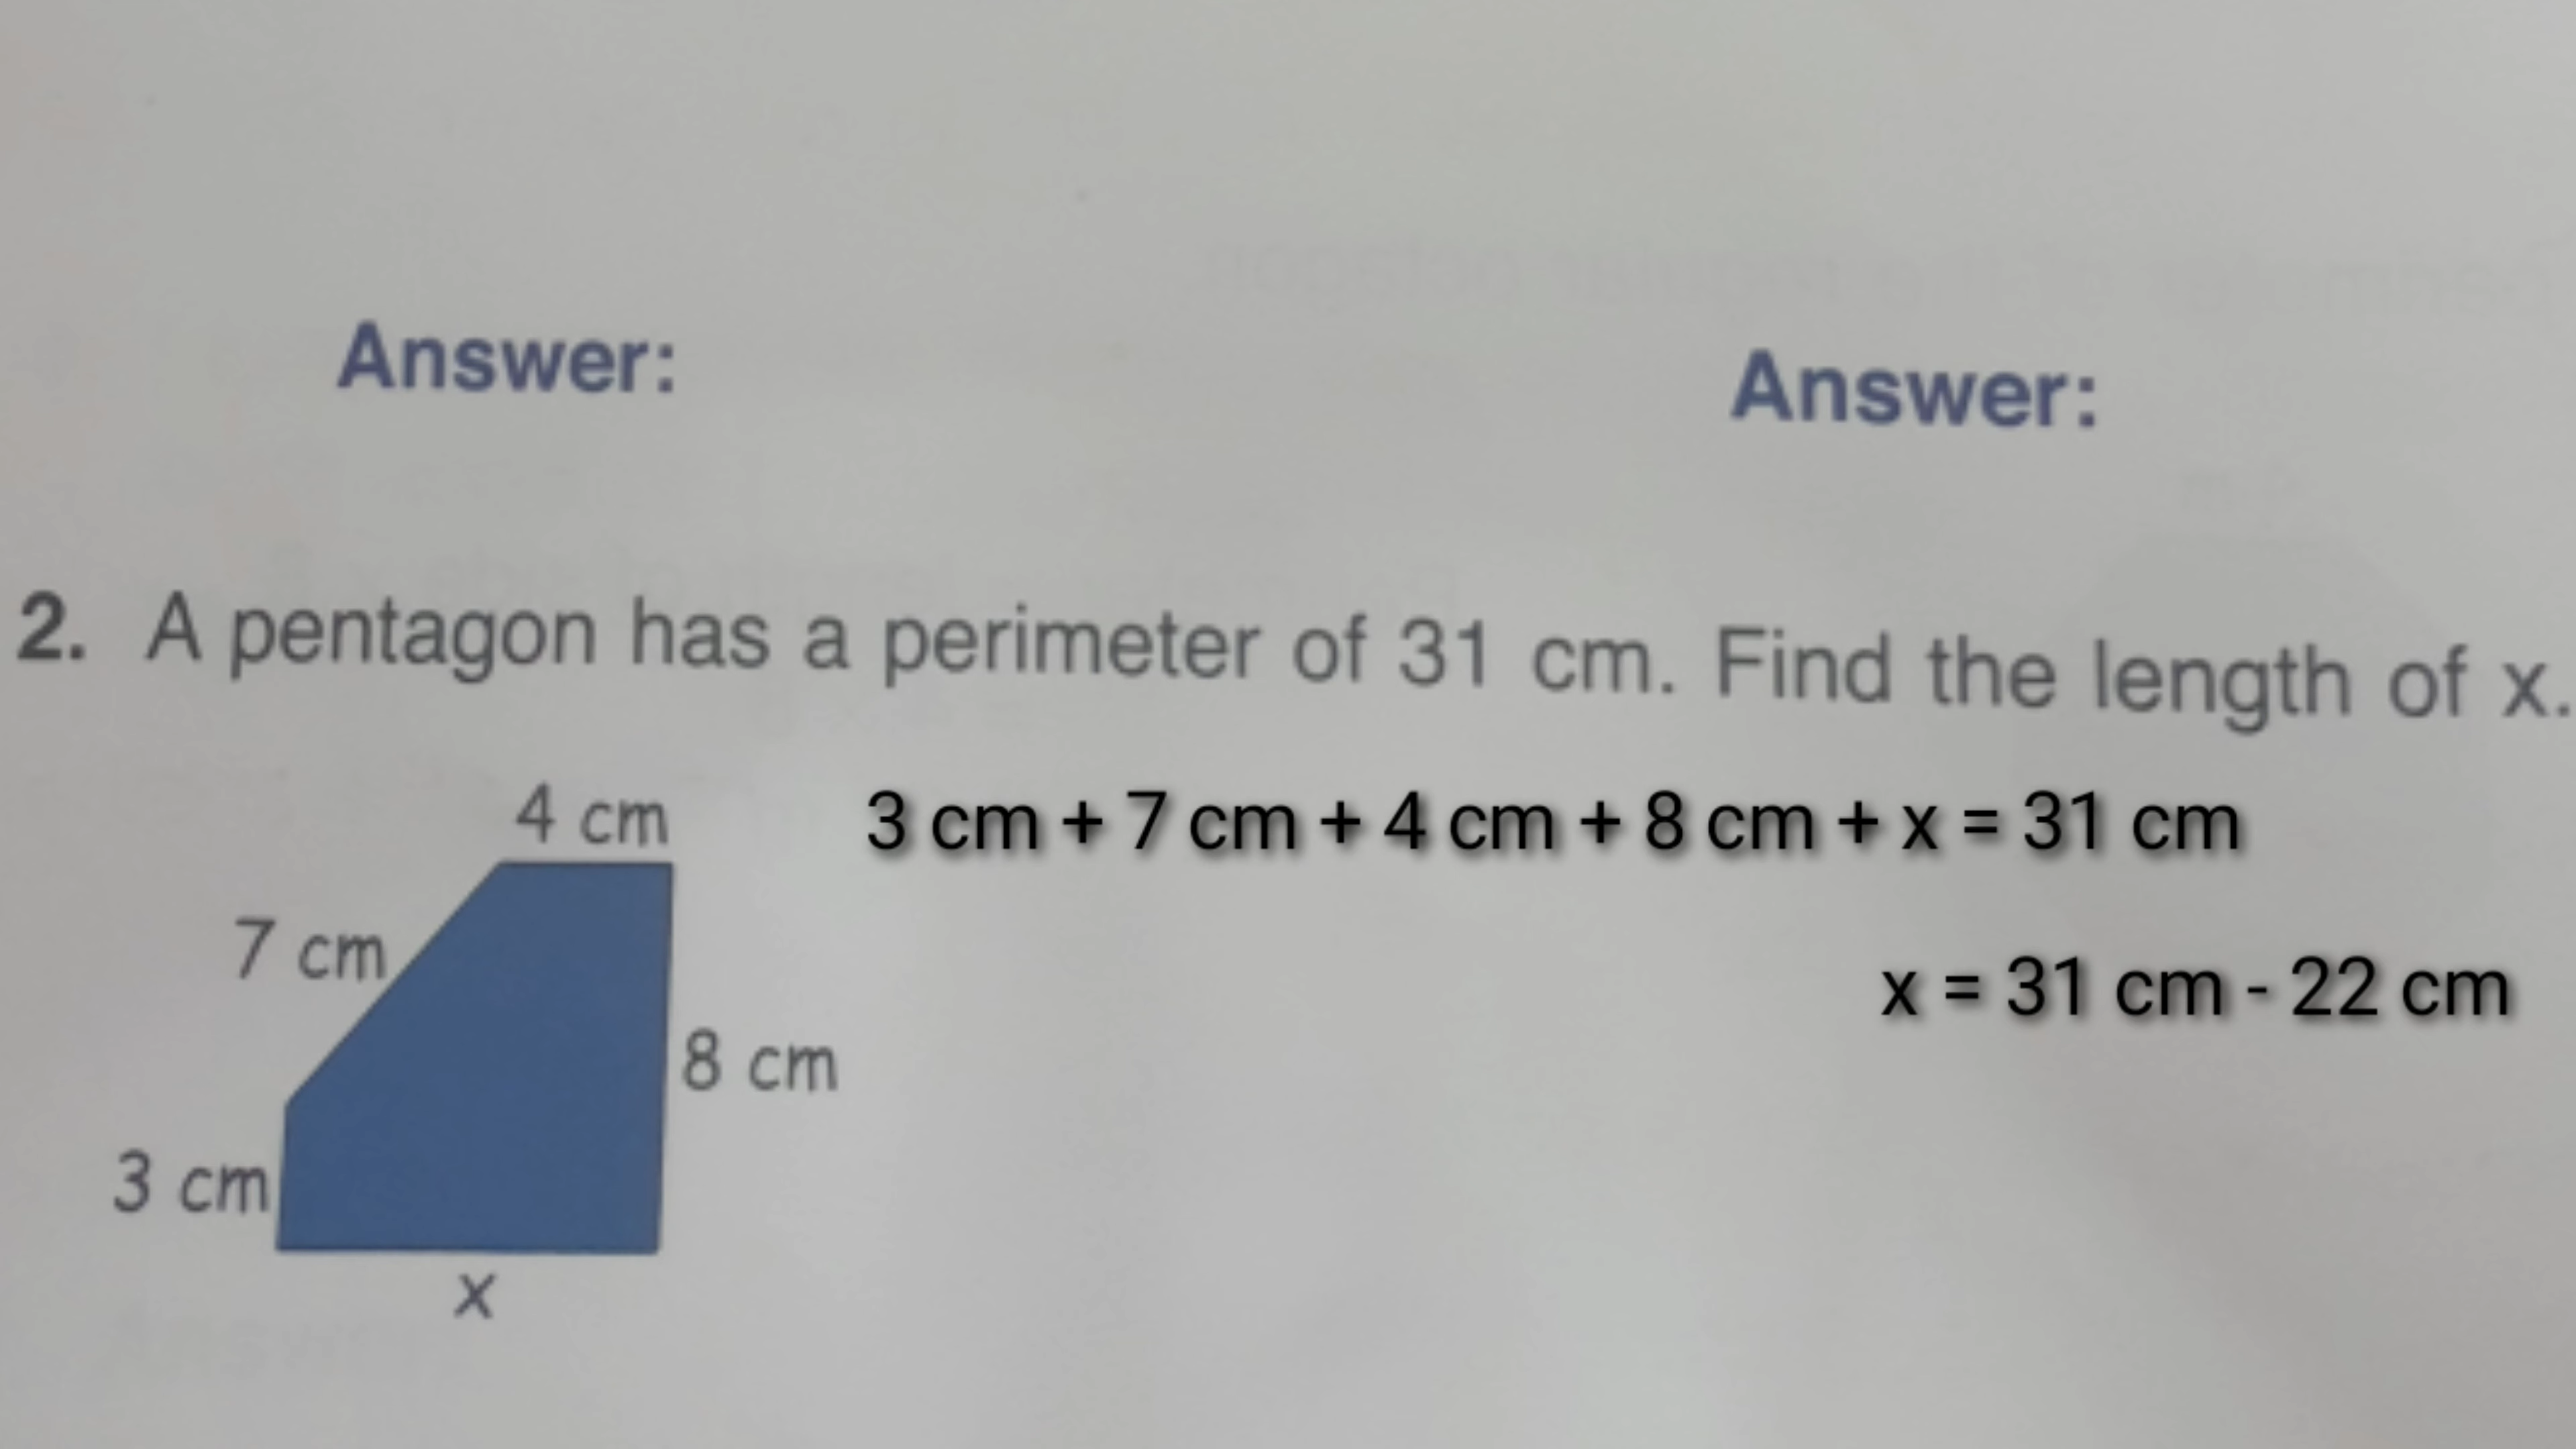 Answer:
Answer:
2. A pentagon has a perimeter of 31 cm. Find the length of x.
4 cm
3 cm + 7 cm + 4 cm + 8 cm + x = 31 cm
7 cm
x = 31 cm - 22 cm
8 cm
3 cm
x